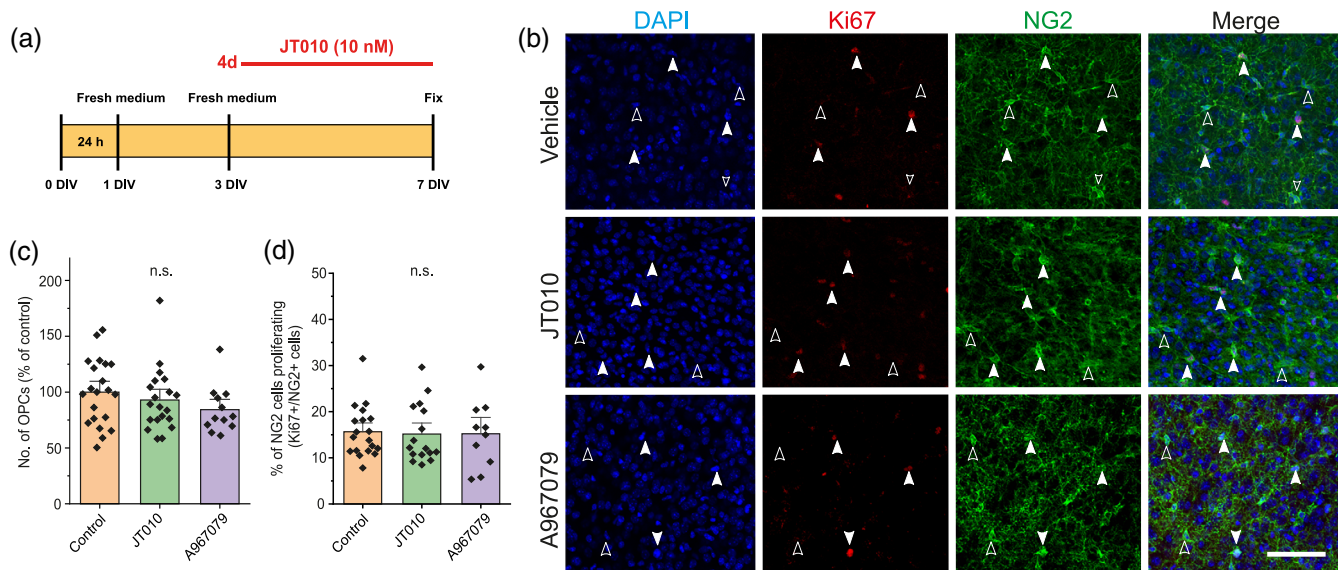 (a)
JT010 (10 nM)
4d
Fresh medium
Fresh medium
Fix
24 h
0 DIV
1 DIV
3 DIV
7 DIV
(b)
DAPI
Ki67
NG2
Merge
Vehicle
JT010
A967079
(c)
n.s.
No. of OPCs (% of control)
200
150
100
50
0
Control
JT010
A967079
(d)
n.s.
% of NG2 cells proliferating
(Ki67+/NG2+ cells)
50
40
30
20
10
0
Control
JT010
A967079